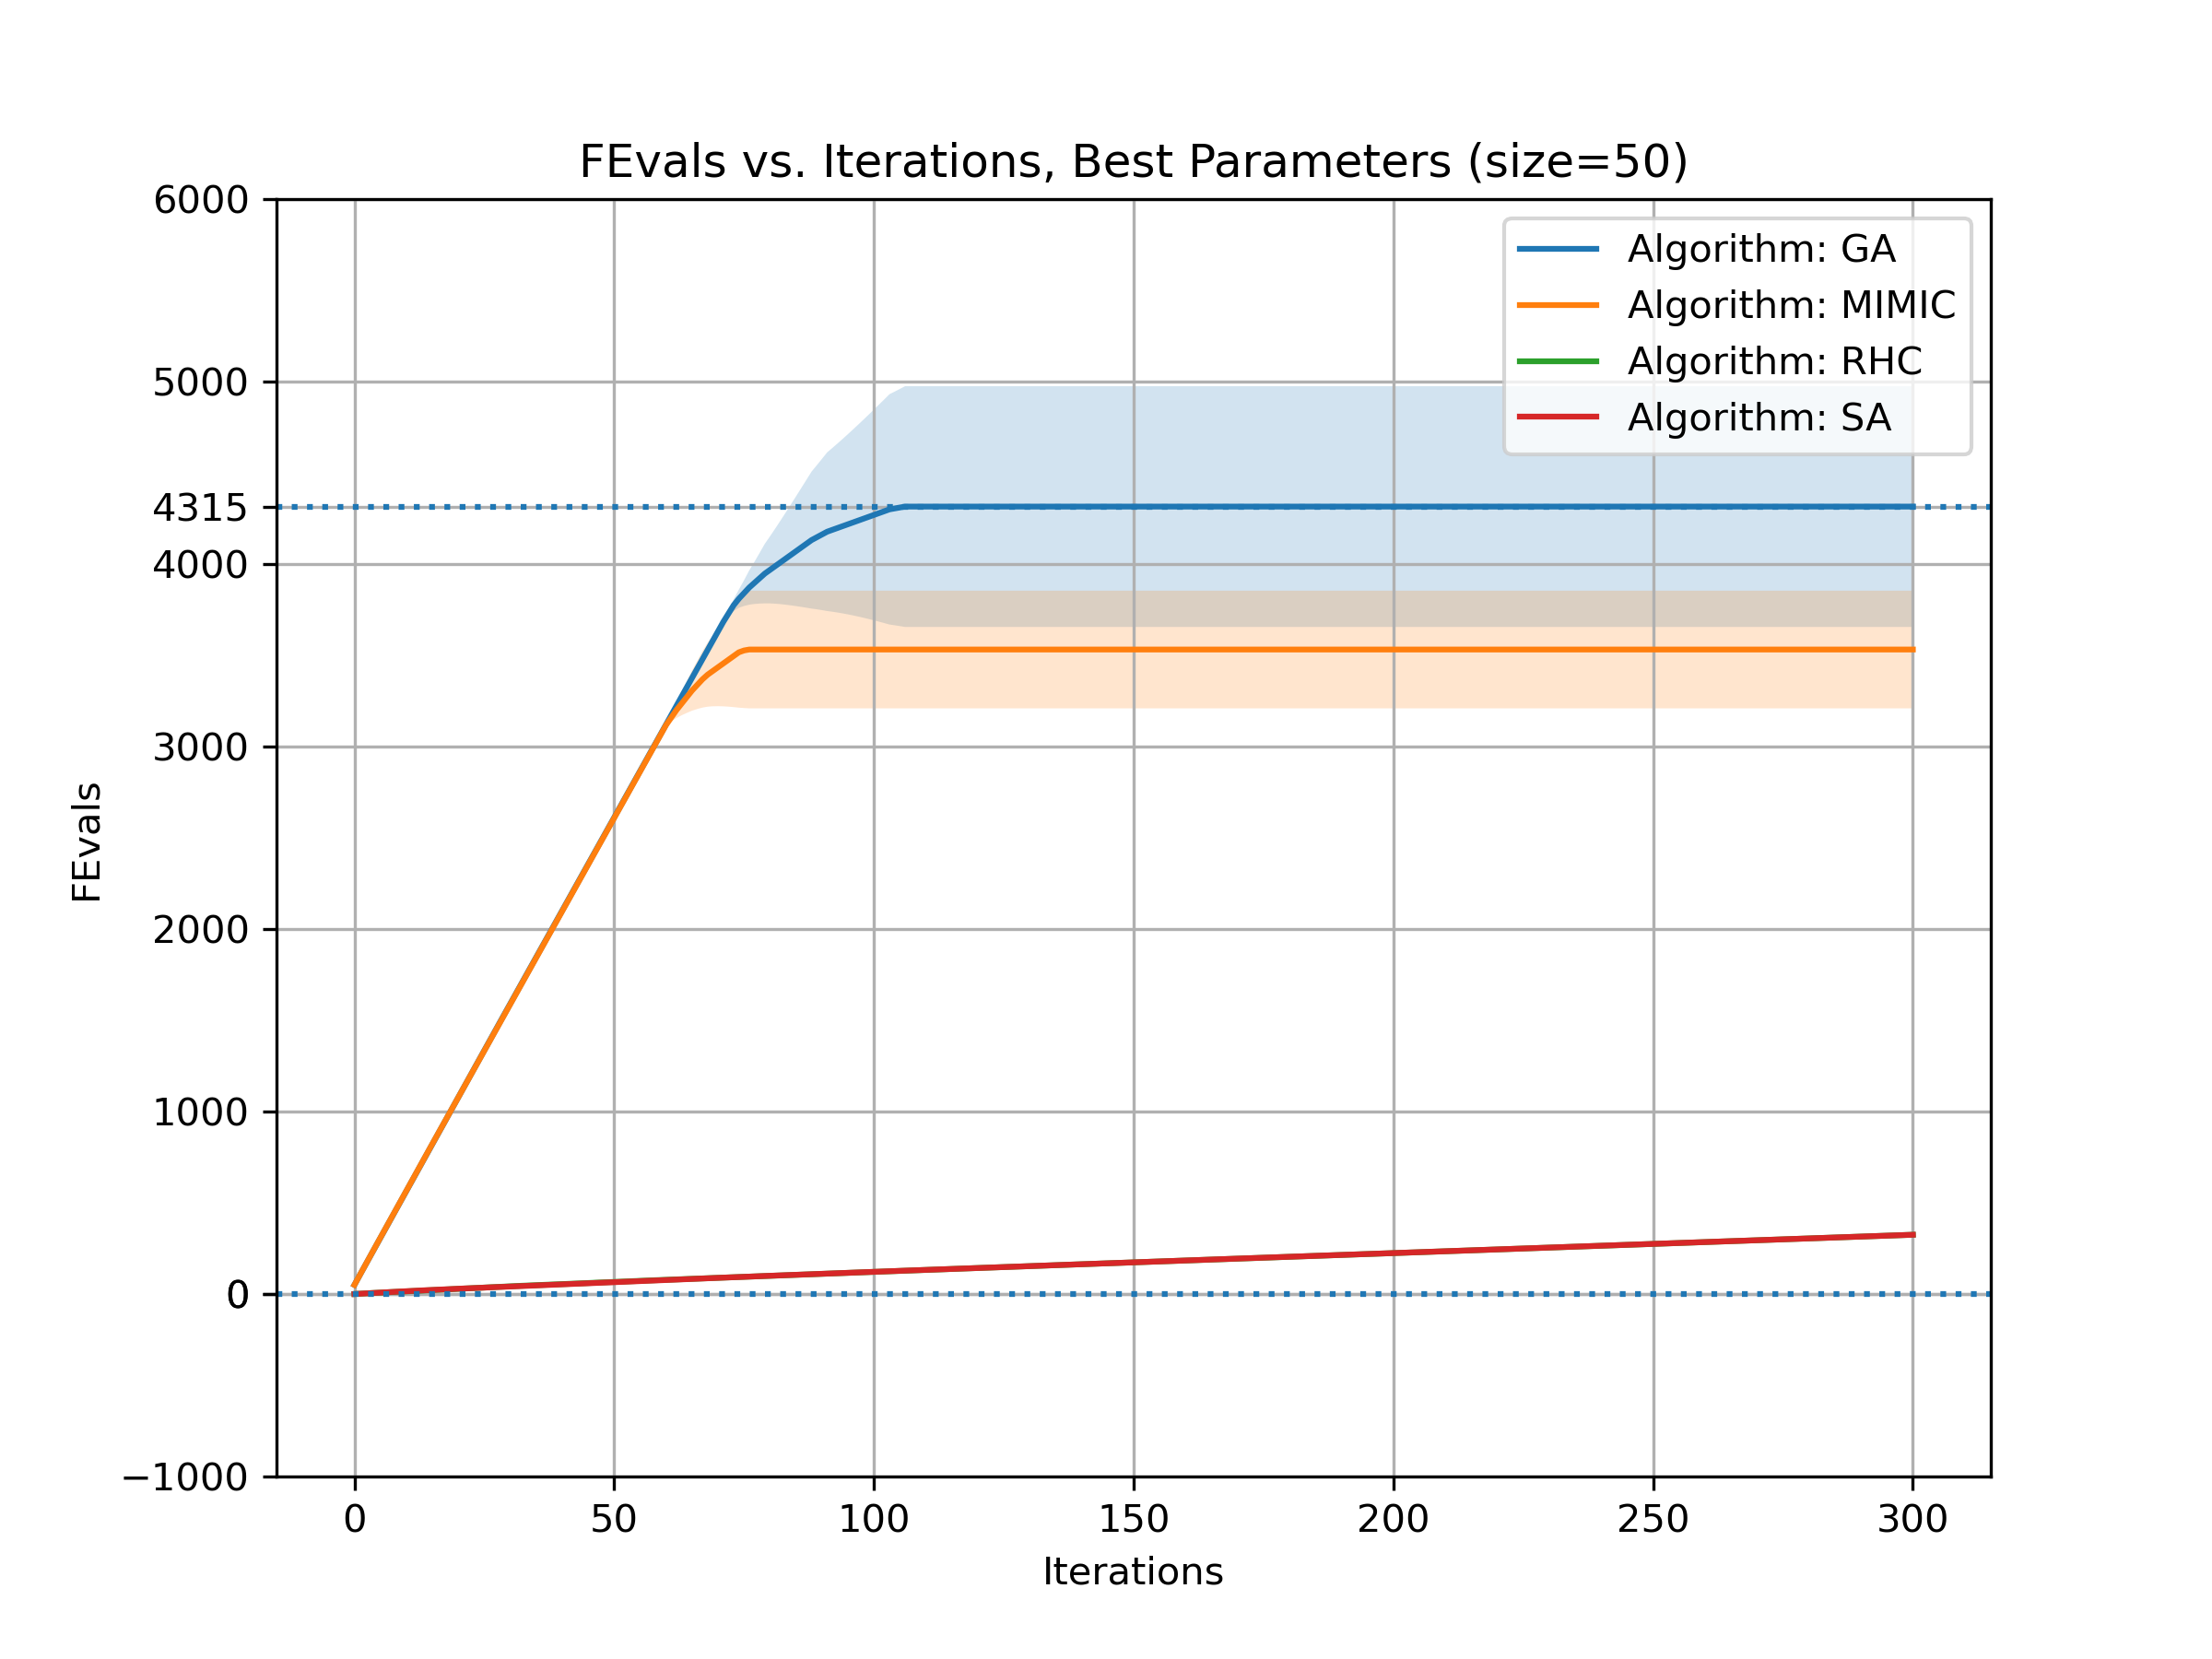 FEvals vs. Iterations, Best Parameters (size=50)
6000
5000
4315
4000
3000
2000
1000
0
−1000
FEvals
Algorithm: GA
Algorithm: MIMIC
Algorithm: RHC
Algorithm: SA
0 50 100 150 200 250 300
Iterations